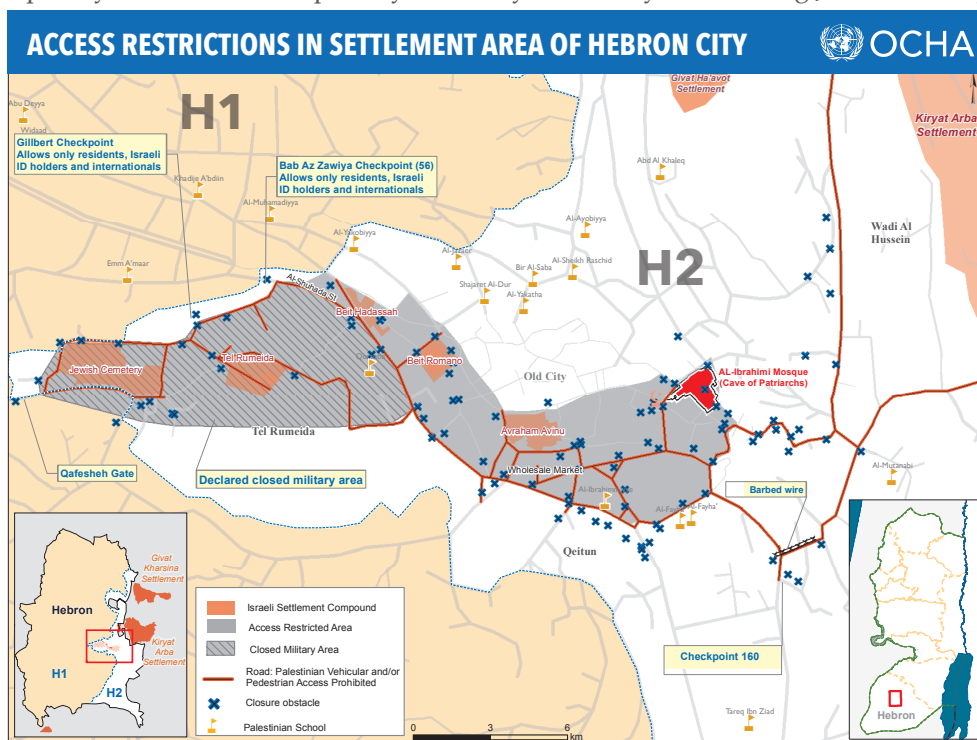 ACCESS RESTRICTIONS IN SETTLEMENT AREA OF HEBRON CITY
OCHA
H1
H2
Givat Ha'avot
Settlement
Kiryat Arba
Settlement
Abu Deyya
Widaad
Gillbert Checkpoint
Allows only residents, Israeli
ID holders and internationals
Bab Az Zawiya Checkpoint (56)
Allows only residents, Israeli
ID holders and internationals
Abd Al Khaleq
Khadije A'bdiin
Al-Muhamadiyya
Al-Yakobiyya
Al-Ayobiyya
Wadi Al
Hussein
Emm A'maar
Al-Sheikh Raschid
Bir Al-Saba
Shajaret Al-Dur
Al-Yakatha
Al-Shuhada St.
Beit Hadassah
Tel Rumeida
Beit Romano
Jewish Cemetery
Old City
AL-Ibrahimi Mosque
(Cave of Patriarchs)
Avraham Avinu
Tel Rumeida
Wholesale Market
Qafesheh Gate
Declared closed military area
Al-Mutanabi
Barbed wire
Al-Fayha'
Qeitun
Checkpoint 160
Tareq Ibn Ziad
Givat
Kharsina
Settlement
Hebron
Kiryat
Arba
Settlement
H1
H2
Israeli Settlement Compound
Access Restricted Area
Closed Military Area
Road: Palestinian Vehicular and/or
Pedestrian Access Prohibited
Closure obstacle
Palestinian School
0 3 6
km
Hebron